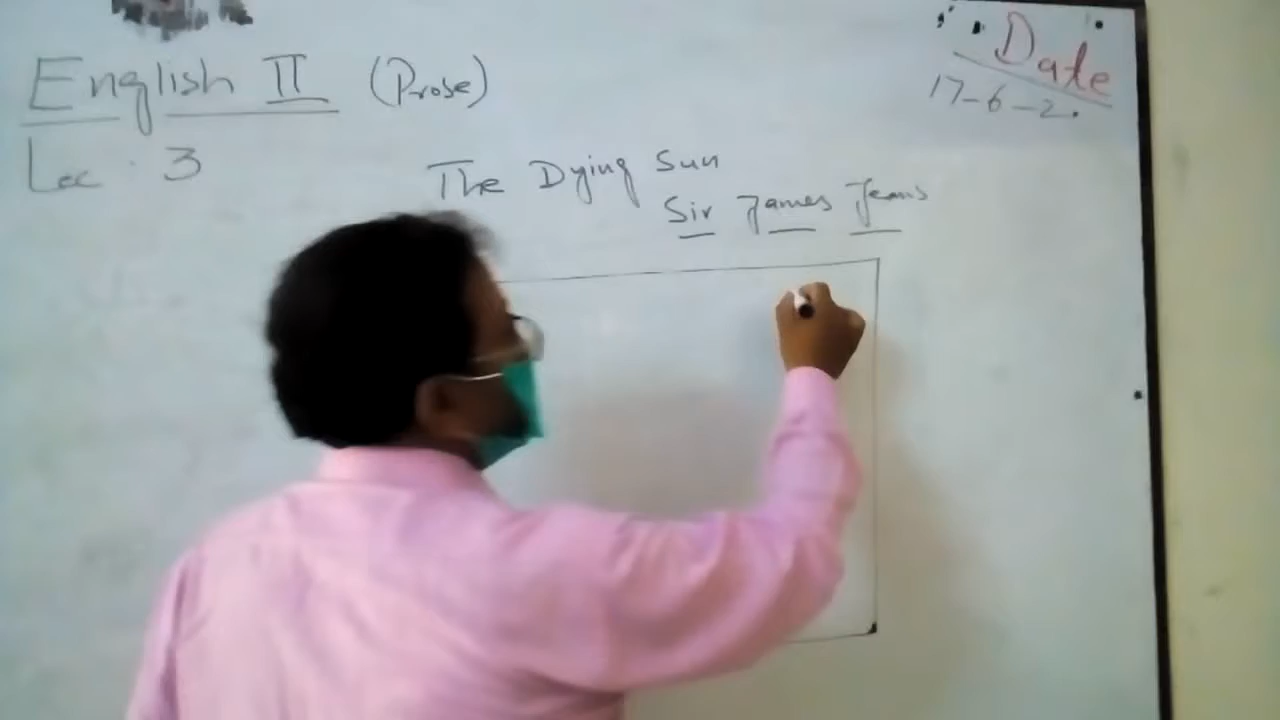 English II (Prose)
Date
17-6-2.
Lec. 3
The Dying Sun
Sir James Jeans